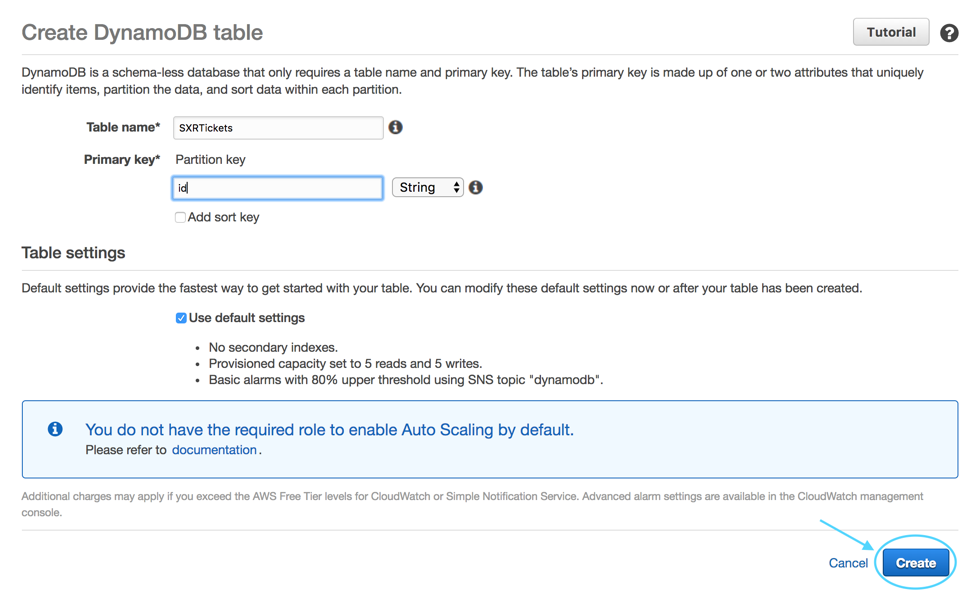 Create DynamoDB table
Tutorial
?
DynamoDB is a schema-less database that only requires a table name and primary key. The table's primary key is made up of one or two attributes that uniquely
identify items, partition the data, and sort data within each partition.
Table name*
SXRTickets
i
Primary key*
Partition key
id
String
i
Add sort key
Table settings
Default settings provide the fastest way to get started with your table. You can modify these default settings now or after your table has been created.
Use default settings
• No secondary indexes.
• Provisioned capacity set to 5 reads and 5 writes.
• Basic alarms with 80% upper threshold using SNS topic "dynamodb".
i
You do not have the required role to enable Auto Scaling by default.
Please refer to documentation.
Additional charges may apply if you exceed the AWS Free Tier levels for CloudWatch or Simple Notification Service. Advanced alarm settings are available in the CloudWatch management
console.
Cancel
Create